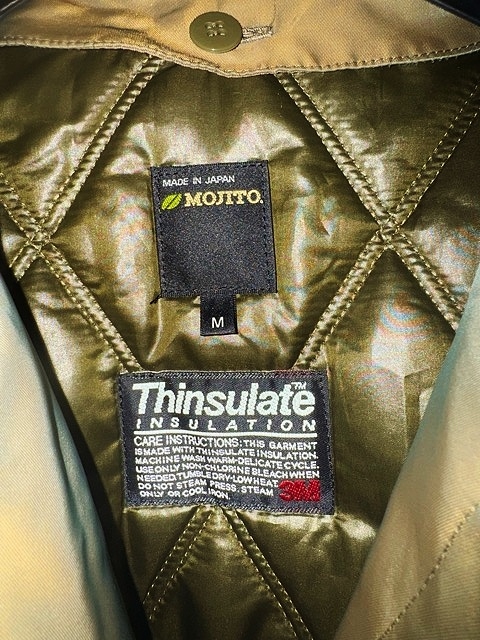 MADE IN JAPAN
MOJITO.
M
Thinsulate™
INSULATION
CARE INSTRUCTIONS: THIS GARMENT
IS MADE WITH THINSULATE INSULATION.
MACHINE WASH WARM-DELICATE CYCLE.
USE ONLY NON-CHLORINE BLEACH WHEN
NEEDED. TUMBLE DRY-LOW HEAT
DO NOT STEAM PRESS. STEAM
ONLY OR COOL IRON.
3M